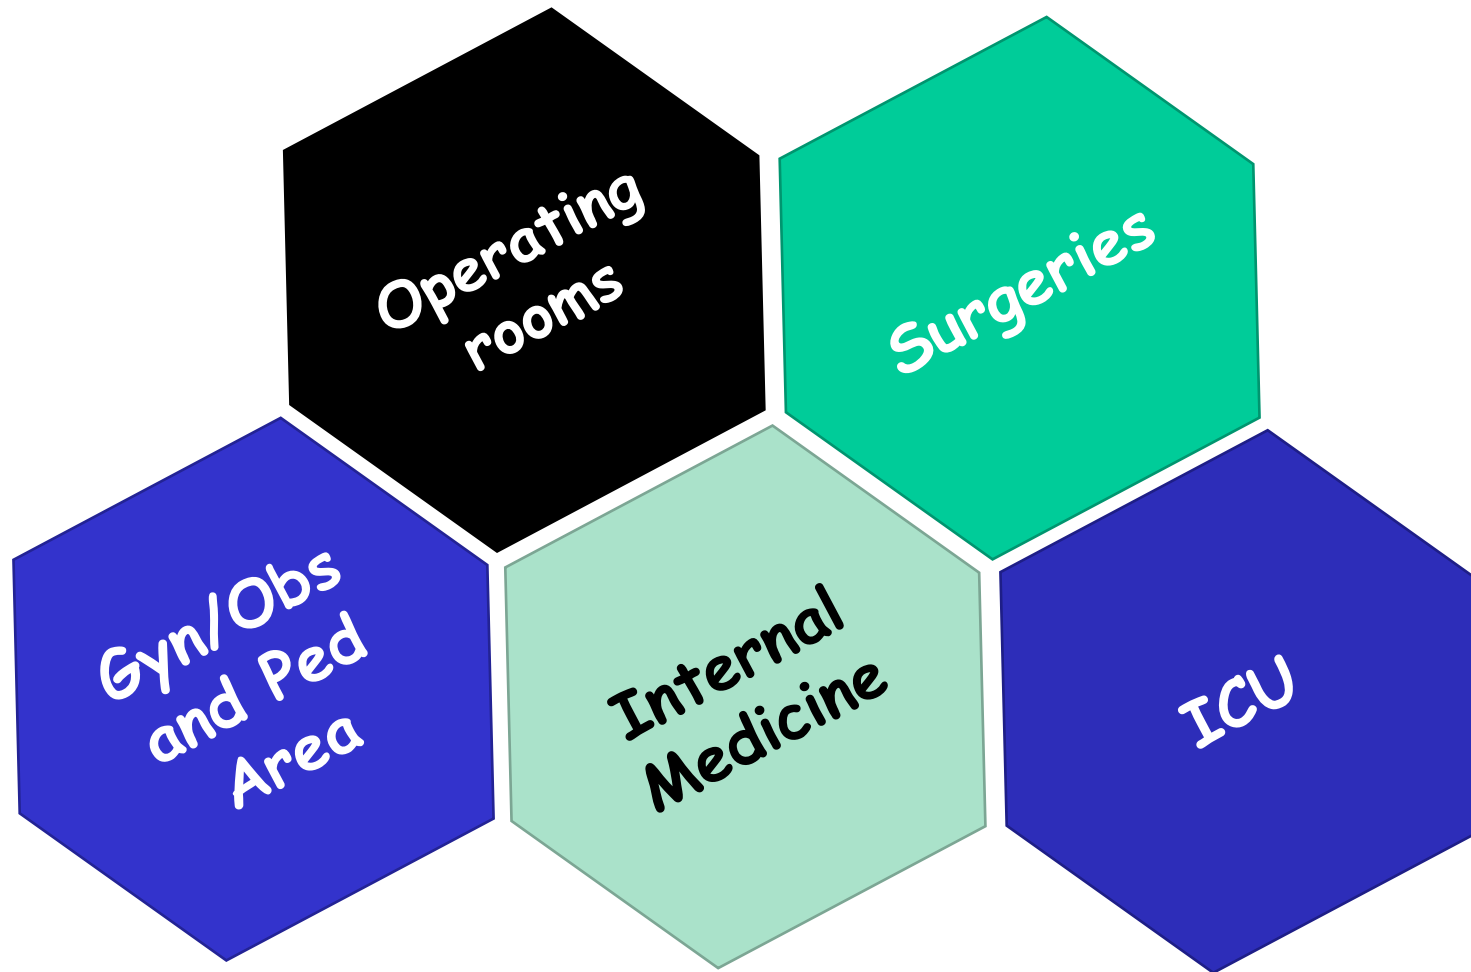 Operating
rooms
Surgeries
Gyn/Obs
and Ped
Area
Internal
Medicine
ICU